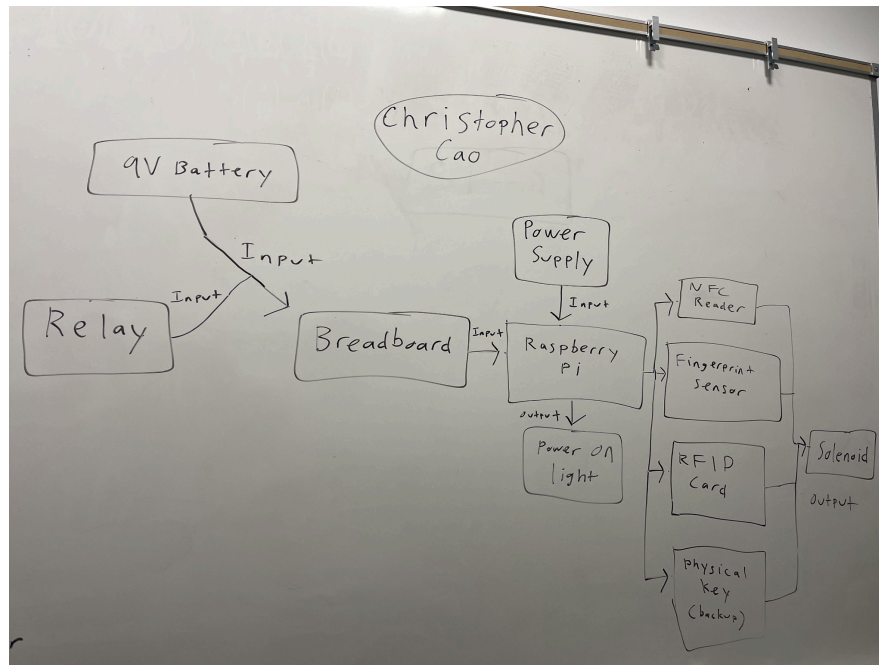 Christopher
Cao
9V Battery
Input
Input
Relay
Breadboard
Input
Power
Supply
Input
Raspberry
Pi
Output
Power on
light
NFC
Reader
Fingerprint
Sensor
RFID
Card
Physical
Key
(backup)
Solenoid
Output